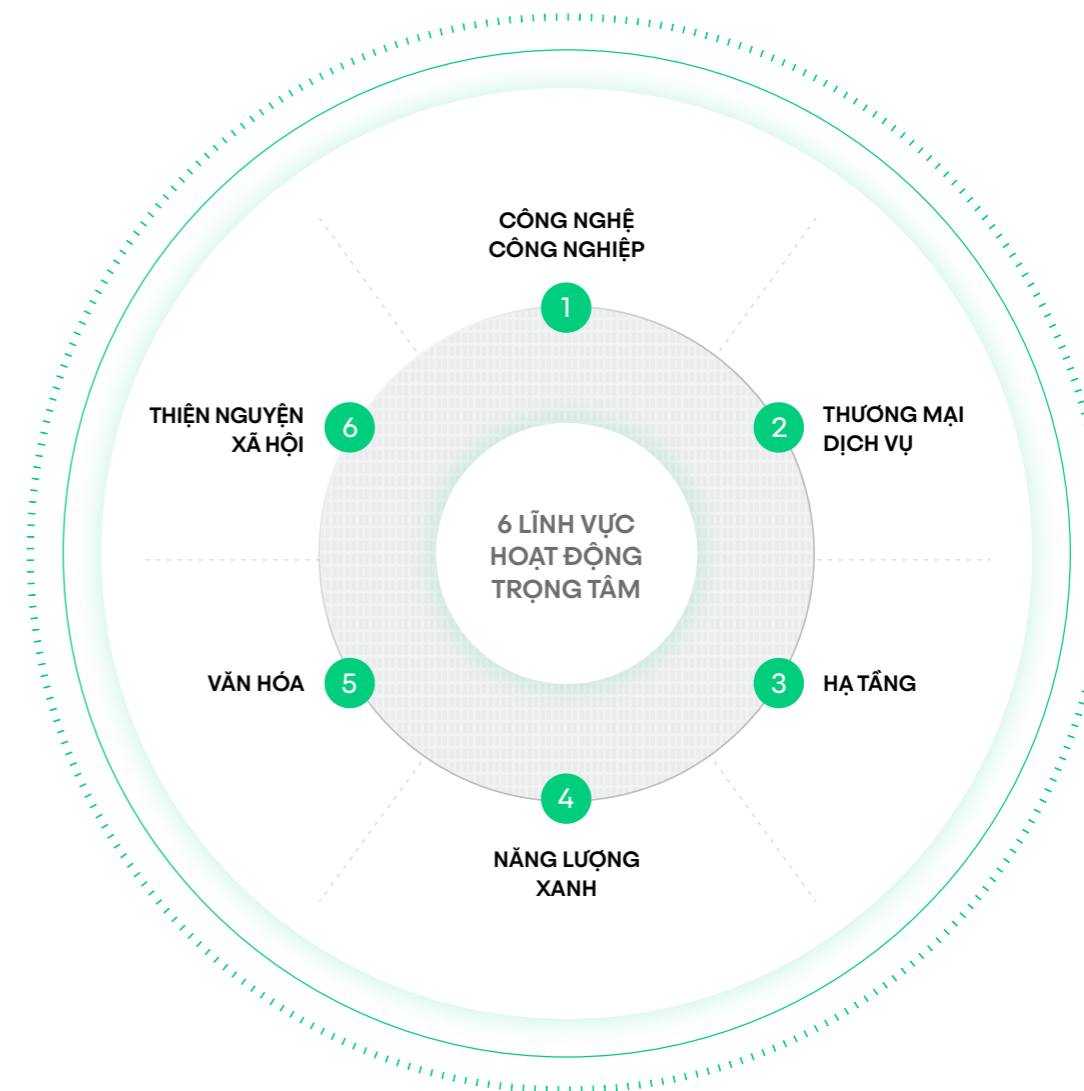 CÔNG NGHỆ
CÔNG NGHIỆP
1
THIỆN NGUYỆN
XÃ HỘI
6
2
THƯƠNG MẠI
DỊCH VỤ
6 LĨNH VỰC
HOẠT ĐỘNG
TRỌNG TÂM
VĂN HÓA
5
3
HẠ TẦNG
4
NĂNG LƯỢNG
XANH